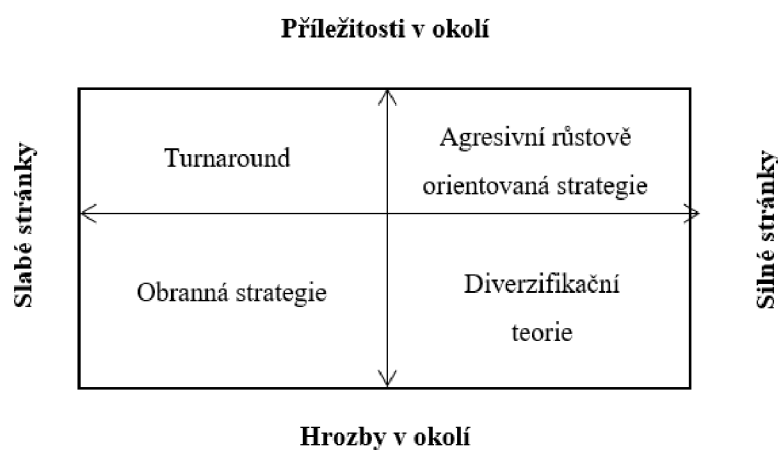 Příležitosti v okolí
Turnaround
Agresivní růstově
orientovaná strategie
Slabé stránky
Silné stránky
Obranná strategie
Diverzifikační
teorie
Hrozby v okolí